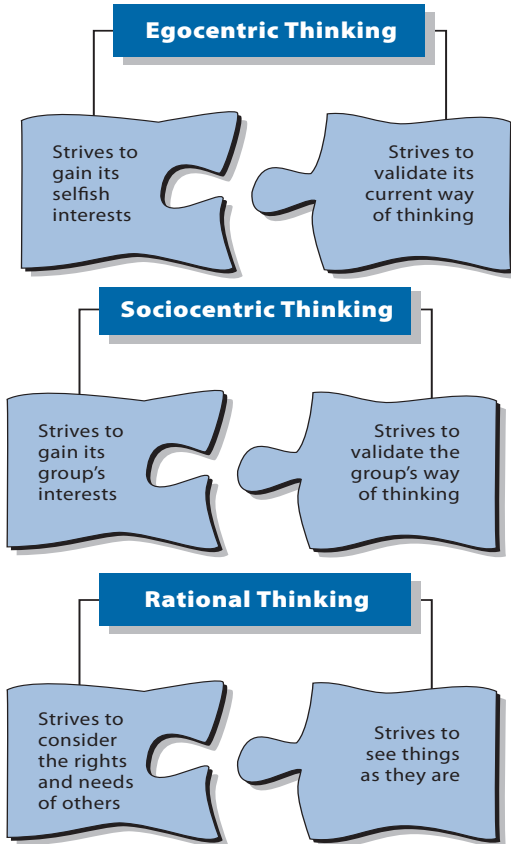 Egocentric Thinking
Strives to
gain its
selfish
interests
Strives to
validate its
current way
of thinking
Sociocentric Thinking
Strives to
gain its
group's
interests
Strives to
validate the
group's way
of thinking
Rational Thinking
Strives to
consider
the rights
and needs
of others
Strives to
see things
as they are